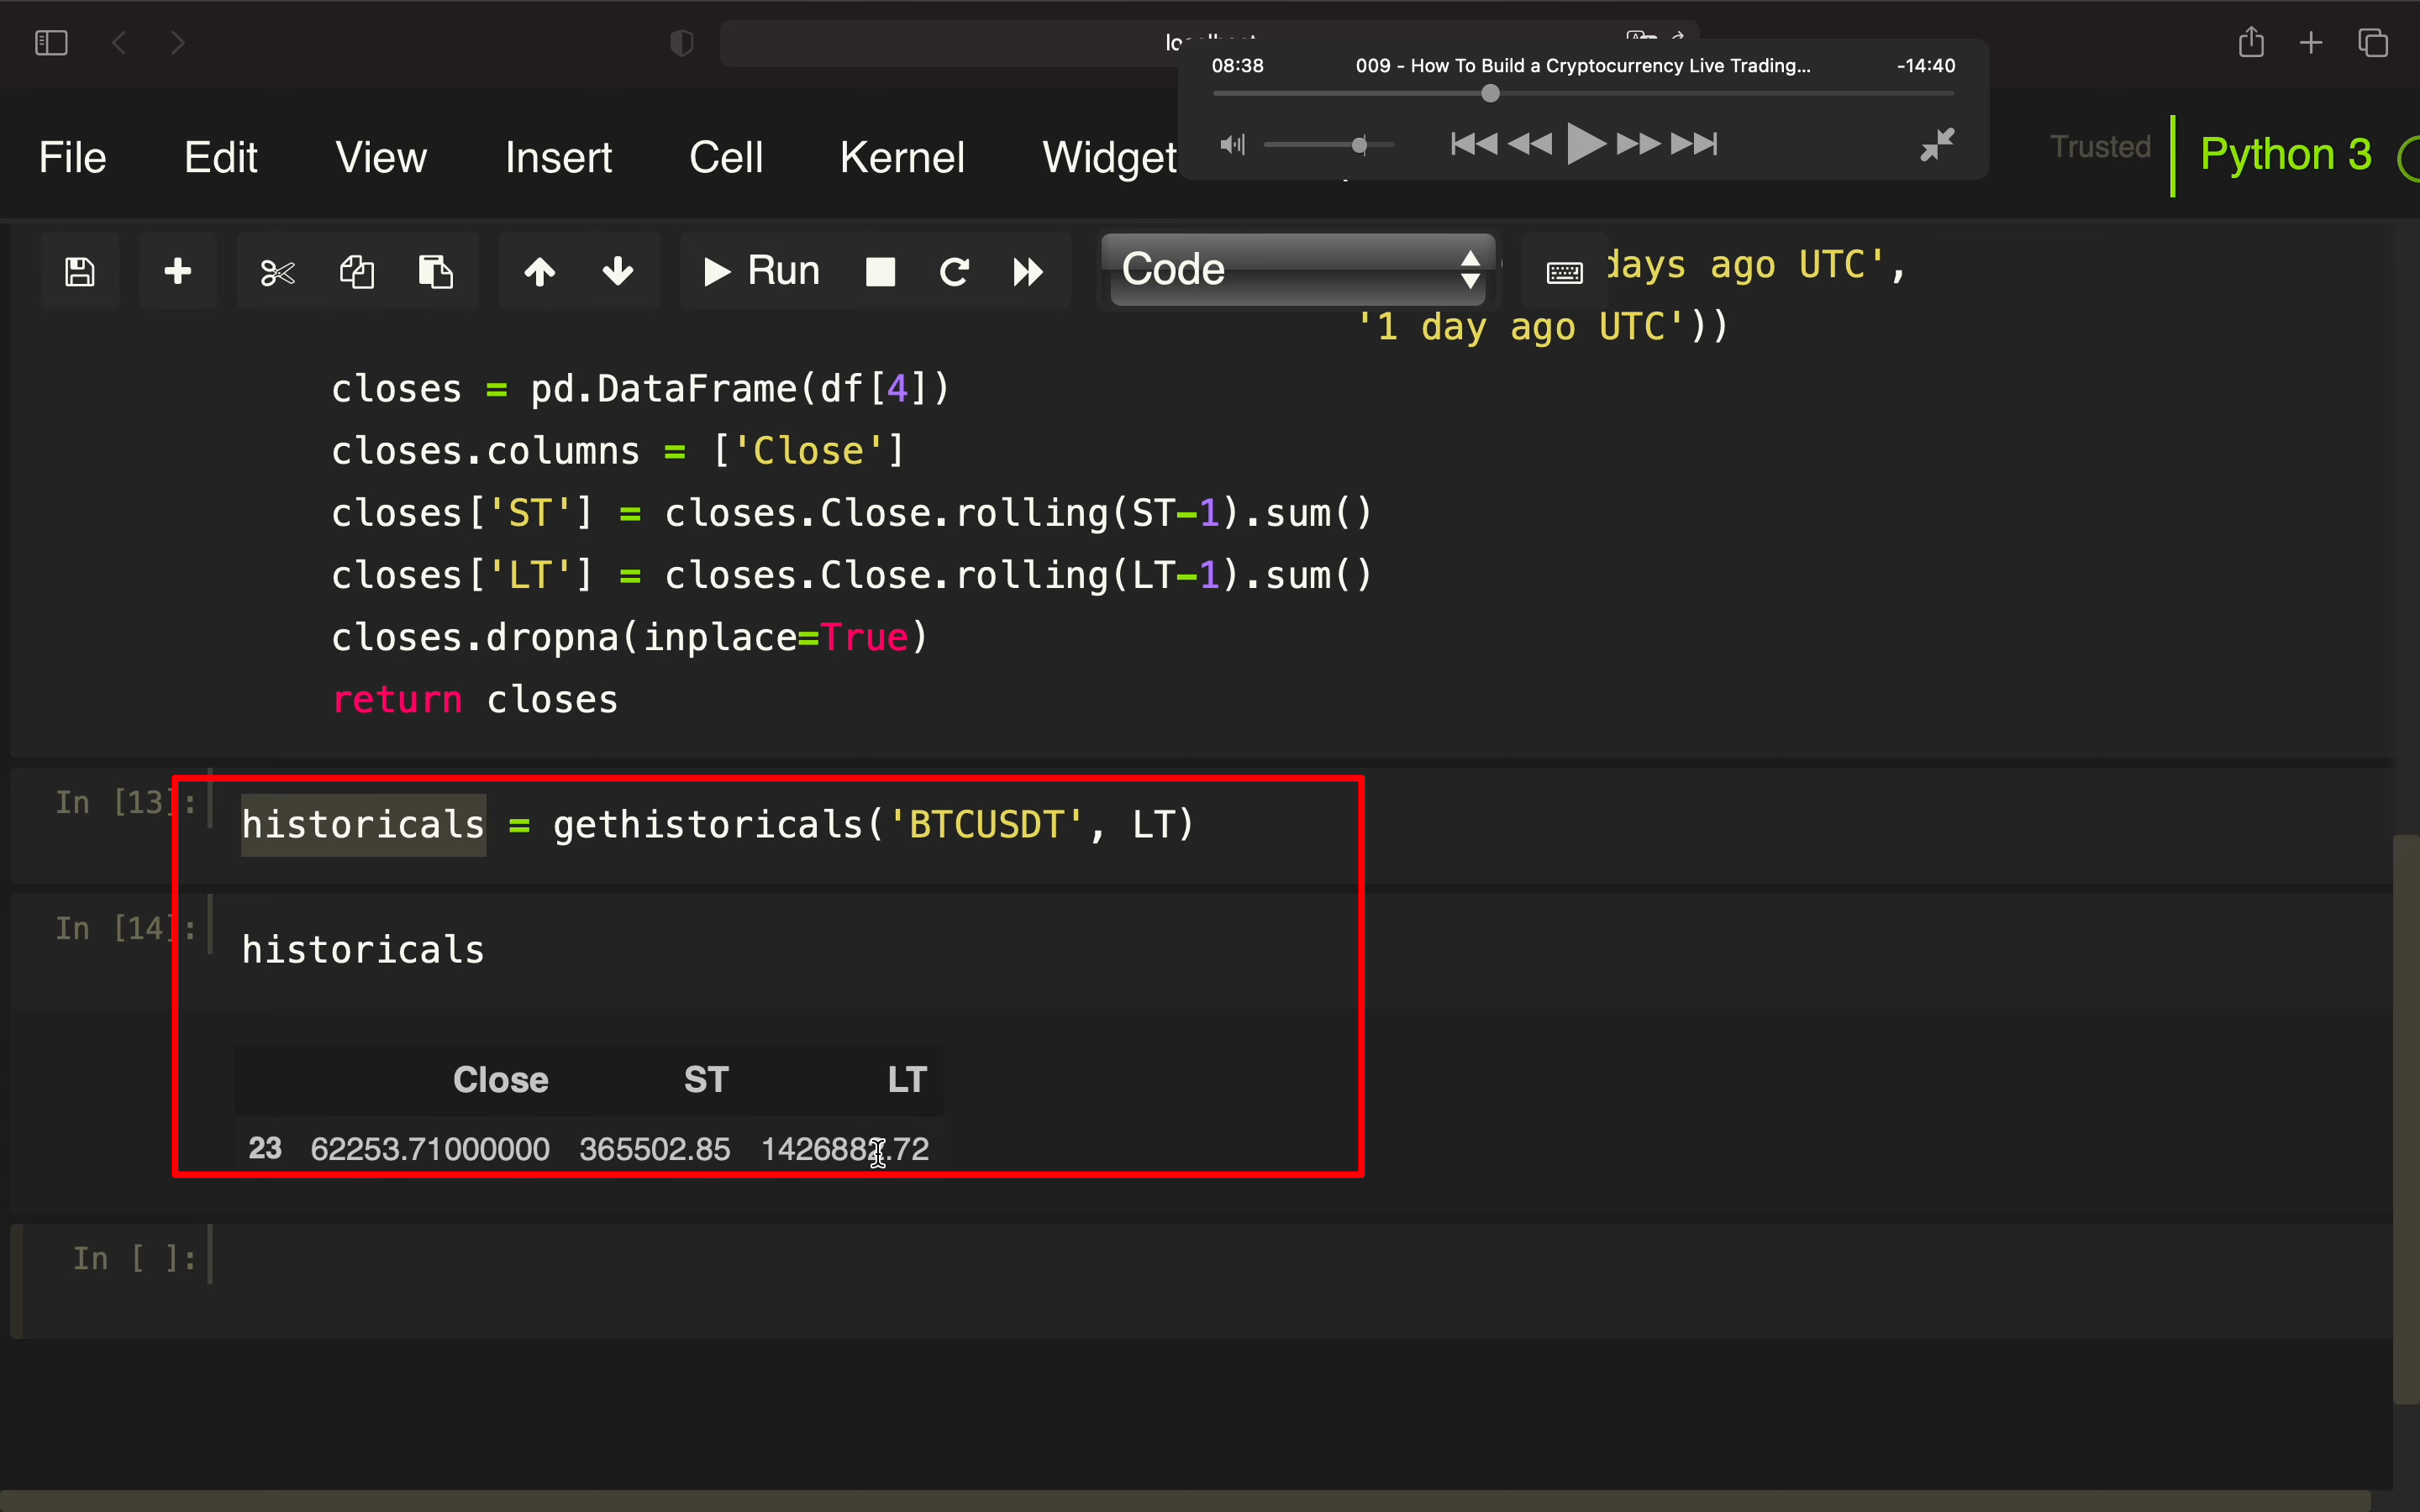 08:38 009 - How To Build a Cryptocurrency Live Trading... -14:40
File Edit View Insert Cell Kernel Widget Trusted Python 3
Run Code days ago UTC',
'1 day ago UTC'))
closes = pd.DataFrame(df[4])
closes.columns = ['Close']
closes['ST'] = closes.Close.rolling(ST-1).sum()
closes['LT'] = closes.Close.rolling(LT-1).sum()
closes.dropna(inplace=True)
return closes
In [13]: historicals = gethistoricals('BTCUSDT', LT)
In [14]: historicals
Close ST LT
23 62253.71000000 365502.85 1426882.72
In [ ]: